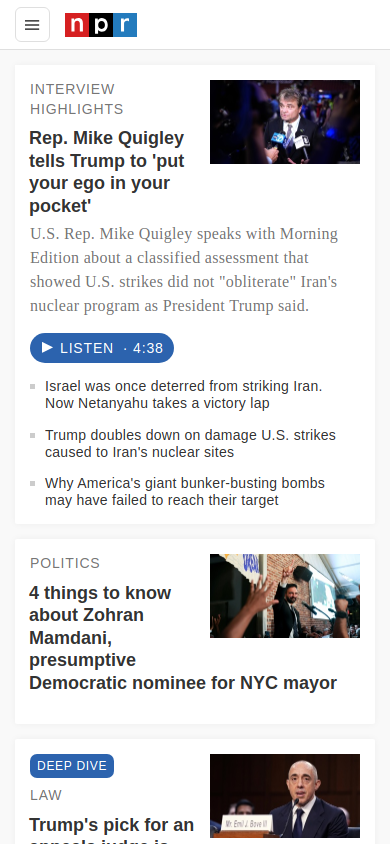 npr
INTERVIEW
HIGHLIGHTS
Rep. Mike Quigley
tells Trump to 'put
your ego in your
pocket'
U.S. Rep. Mike Quigley speaks with Morning
Edition about a classified assessment that
showed U.S. strikes did not "obliterate" Iran's
nuclear program as President Trump said.
LISTEN · 4:38
Israel was once deterred from striking Iran.
Now Netanyahu takes a victory lap
Trump doubles down on damage U.S. strikes
caused to Iran's nuclear sites
Why America's giant bunker-busting bombs
may have failed to reach their target
POLITICS
4 things to know
about Zohran
Mamdani,
presumptive
Democratic nominee for NYC mayor
DEEP DIVE
LAW
Mr. Emil J. Bove III
Trump's pick for an
appeals judge is